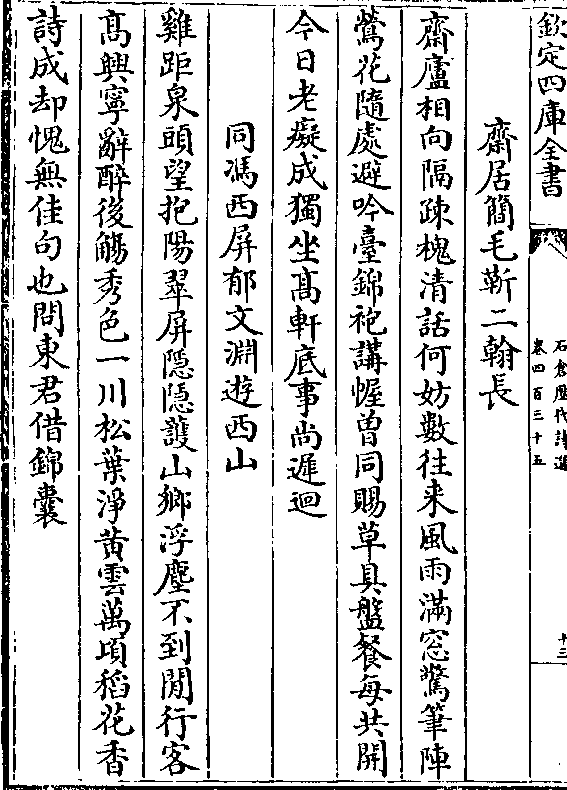 欽定四庫全書
石倉歷代詩選
卷四百三十五
十三
齋居簡毛靳二翰長
齋廬相向隔疎槐清話何妨數往来風雨滿窓驚筆陣
鶯花隨處避吟臺錦袍講幄曾同賜草具盤餐每共開
今日老癡成獨坐髙軒底事尚遲迴
同馮西屏郁文淵遊西山
雞距泉頭望抱陽翠屏隠隠護山鄉浮塵不到閒行客
髙興寧辭醉後觴秀色一川松葉淨黄雲萬頃稻花香
詩成却愧無佳句也問東君借錦囊